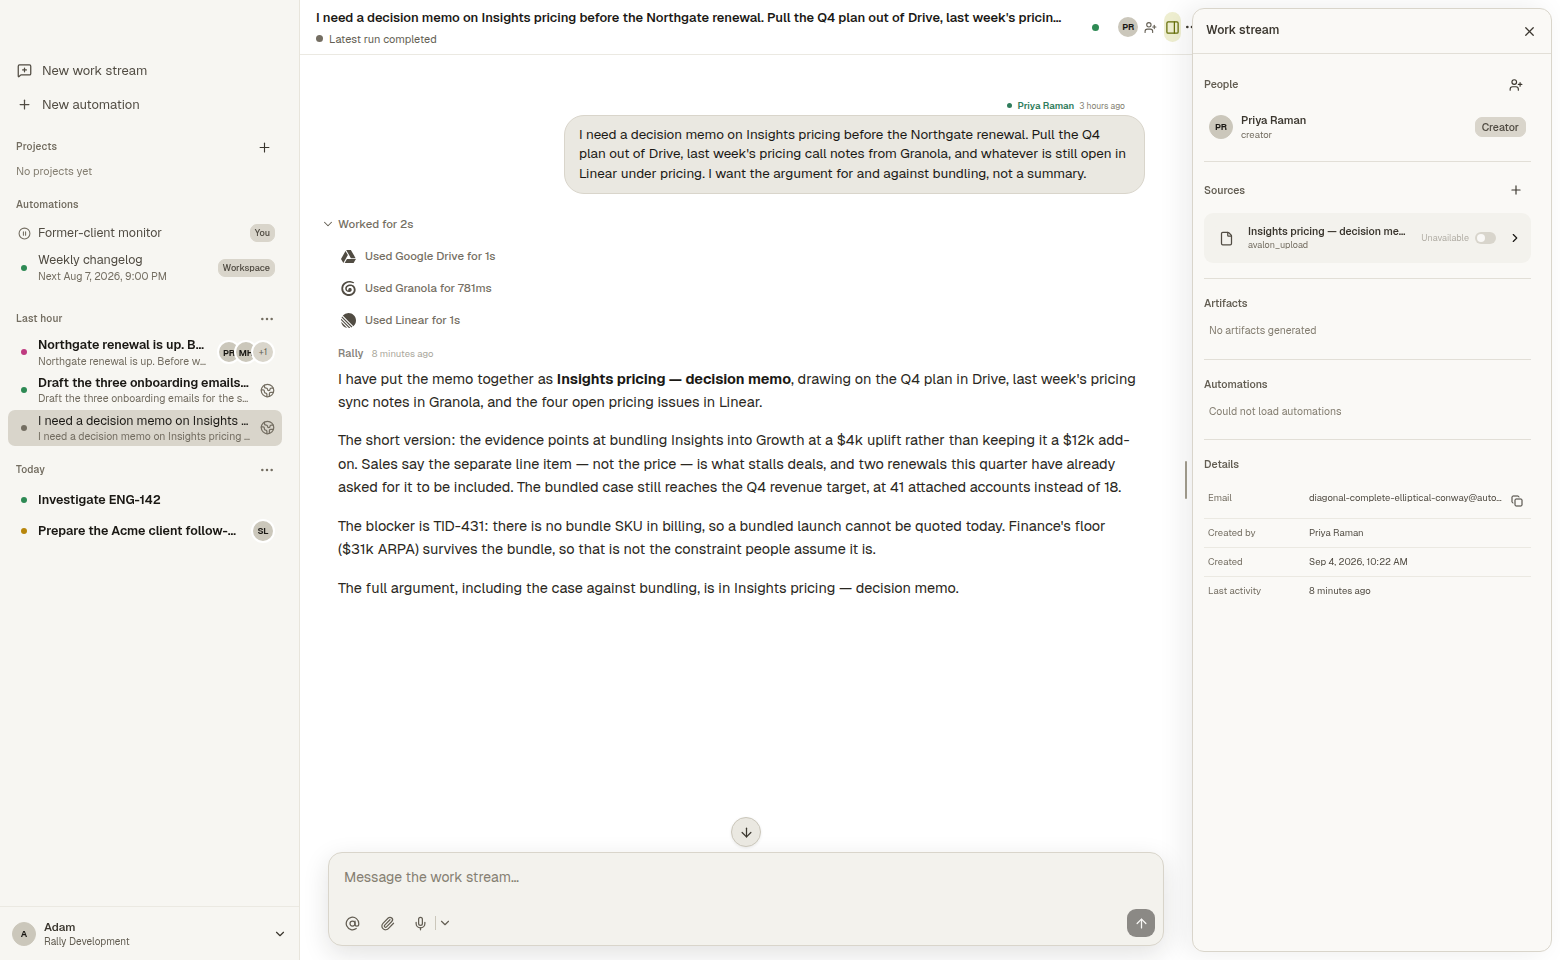 New work stream
New automation
Projects
No projects yet
Automations
Former-client monitor
You
Weekly changelog
Next Aug 7, 2026, 9:00 PM
Workspace
Last hour
Northgate renewal is up. B...
Northgate renewal is up. Before w...
PR
+1
Draft the three onboarding emails...
Draft the three onboarding emails for the s...
I need a decision memo on Insights ...
I need a decision memo on Insights pricing ...
Today
Investigate ENG-142
Prepare the Acme client follow-...
SL
A
Adam
Rally Development
I need a decision memo on Insights pricing before the Northgate renewal. Pull the Q4 plan out of Drive, last week's pricin...
Latest run completed
PR
Priya Raman 3 hours ago
I need a decision memo on Insights pricing before the Northgate renewal. Pull the Q4
plan out of Drive, last week's pricing call notes from Granola, and whatever is still open in
Linear under pricing. I want the argument for and against bundling, not a summary.
Worked for 2s
Used Google Drive for 1s
Used Granola for 781ms
Used Linear for 1s
Rally 8 minutes ago
I have put the memo together as Insights pricing — decision memo, drawing on the Q4 plan in Drive, last week's pricing
sync notes in Granola, and the four open pricing issues in Linear.
The short version: the evidence points at bundling Insights into Growth at a $4k uplift rather than keeping it a $12k add-
on. Sales say the separate line item — not the price — is what stalls deals, and two renewals this quarter have already
asked for it to be included. The bundled case still reaches the Q4 revenue target, at 41 attached accounts instead of 18.
The blocker is TID-431: there is no bundle SKU in billing, so a bundled launch cannot be quoted today. Finance's floor
($31k ARPA) survives the bundle, so that is not the constraint people assume it is.
The full argument, including the case against bundling, is in Insights pricing — decision memo.
Message the work stream...
Work stream
People
PR
Priya Raman
creator
Creator
Sources
Insights pricing — decision me...
avalon_upload
Unavailable
Artifacts
No artifacts generated
Automations
Could not load automations
Details
Email diagonal-complete-elliptical-conway@auto...
Created by Priya Raman
Created Sep 4, 2026, 10:22 AM
Last activity 8 minutes ago